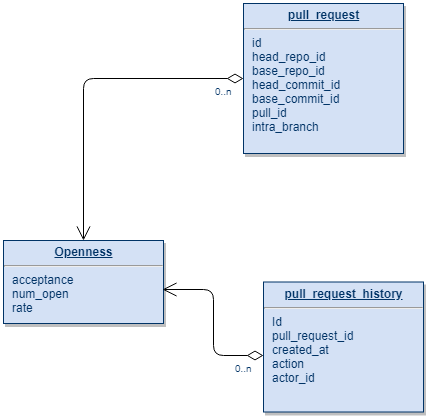 pull_request
id
head_repo_id
base_repo_id
head_commit_id
base_commit_id
pull_id
intra_branch
0..n
Openness
acceptance
num_open
rate
pull_request_history
Id
pull_request_id
created_at
action
actor_id
0..n